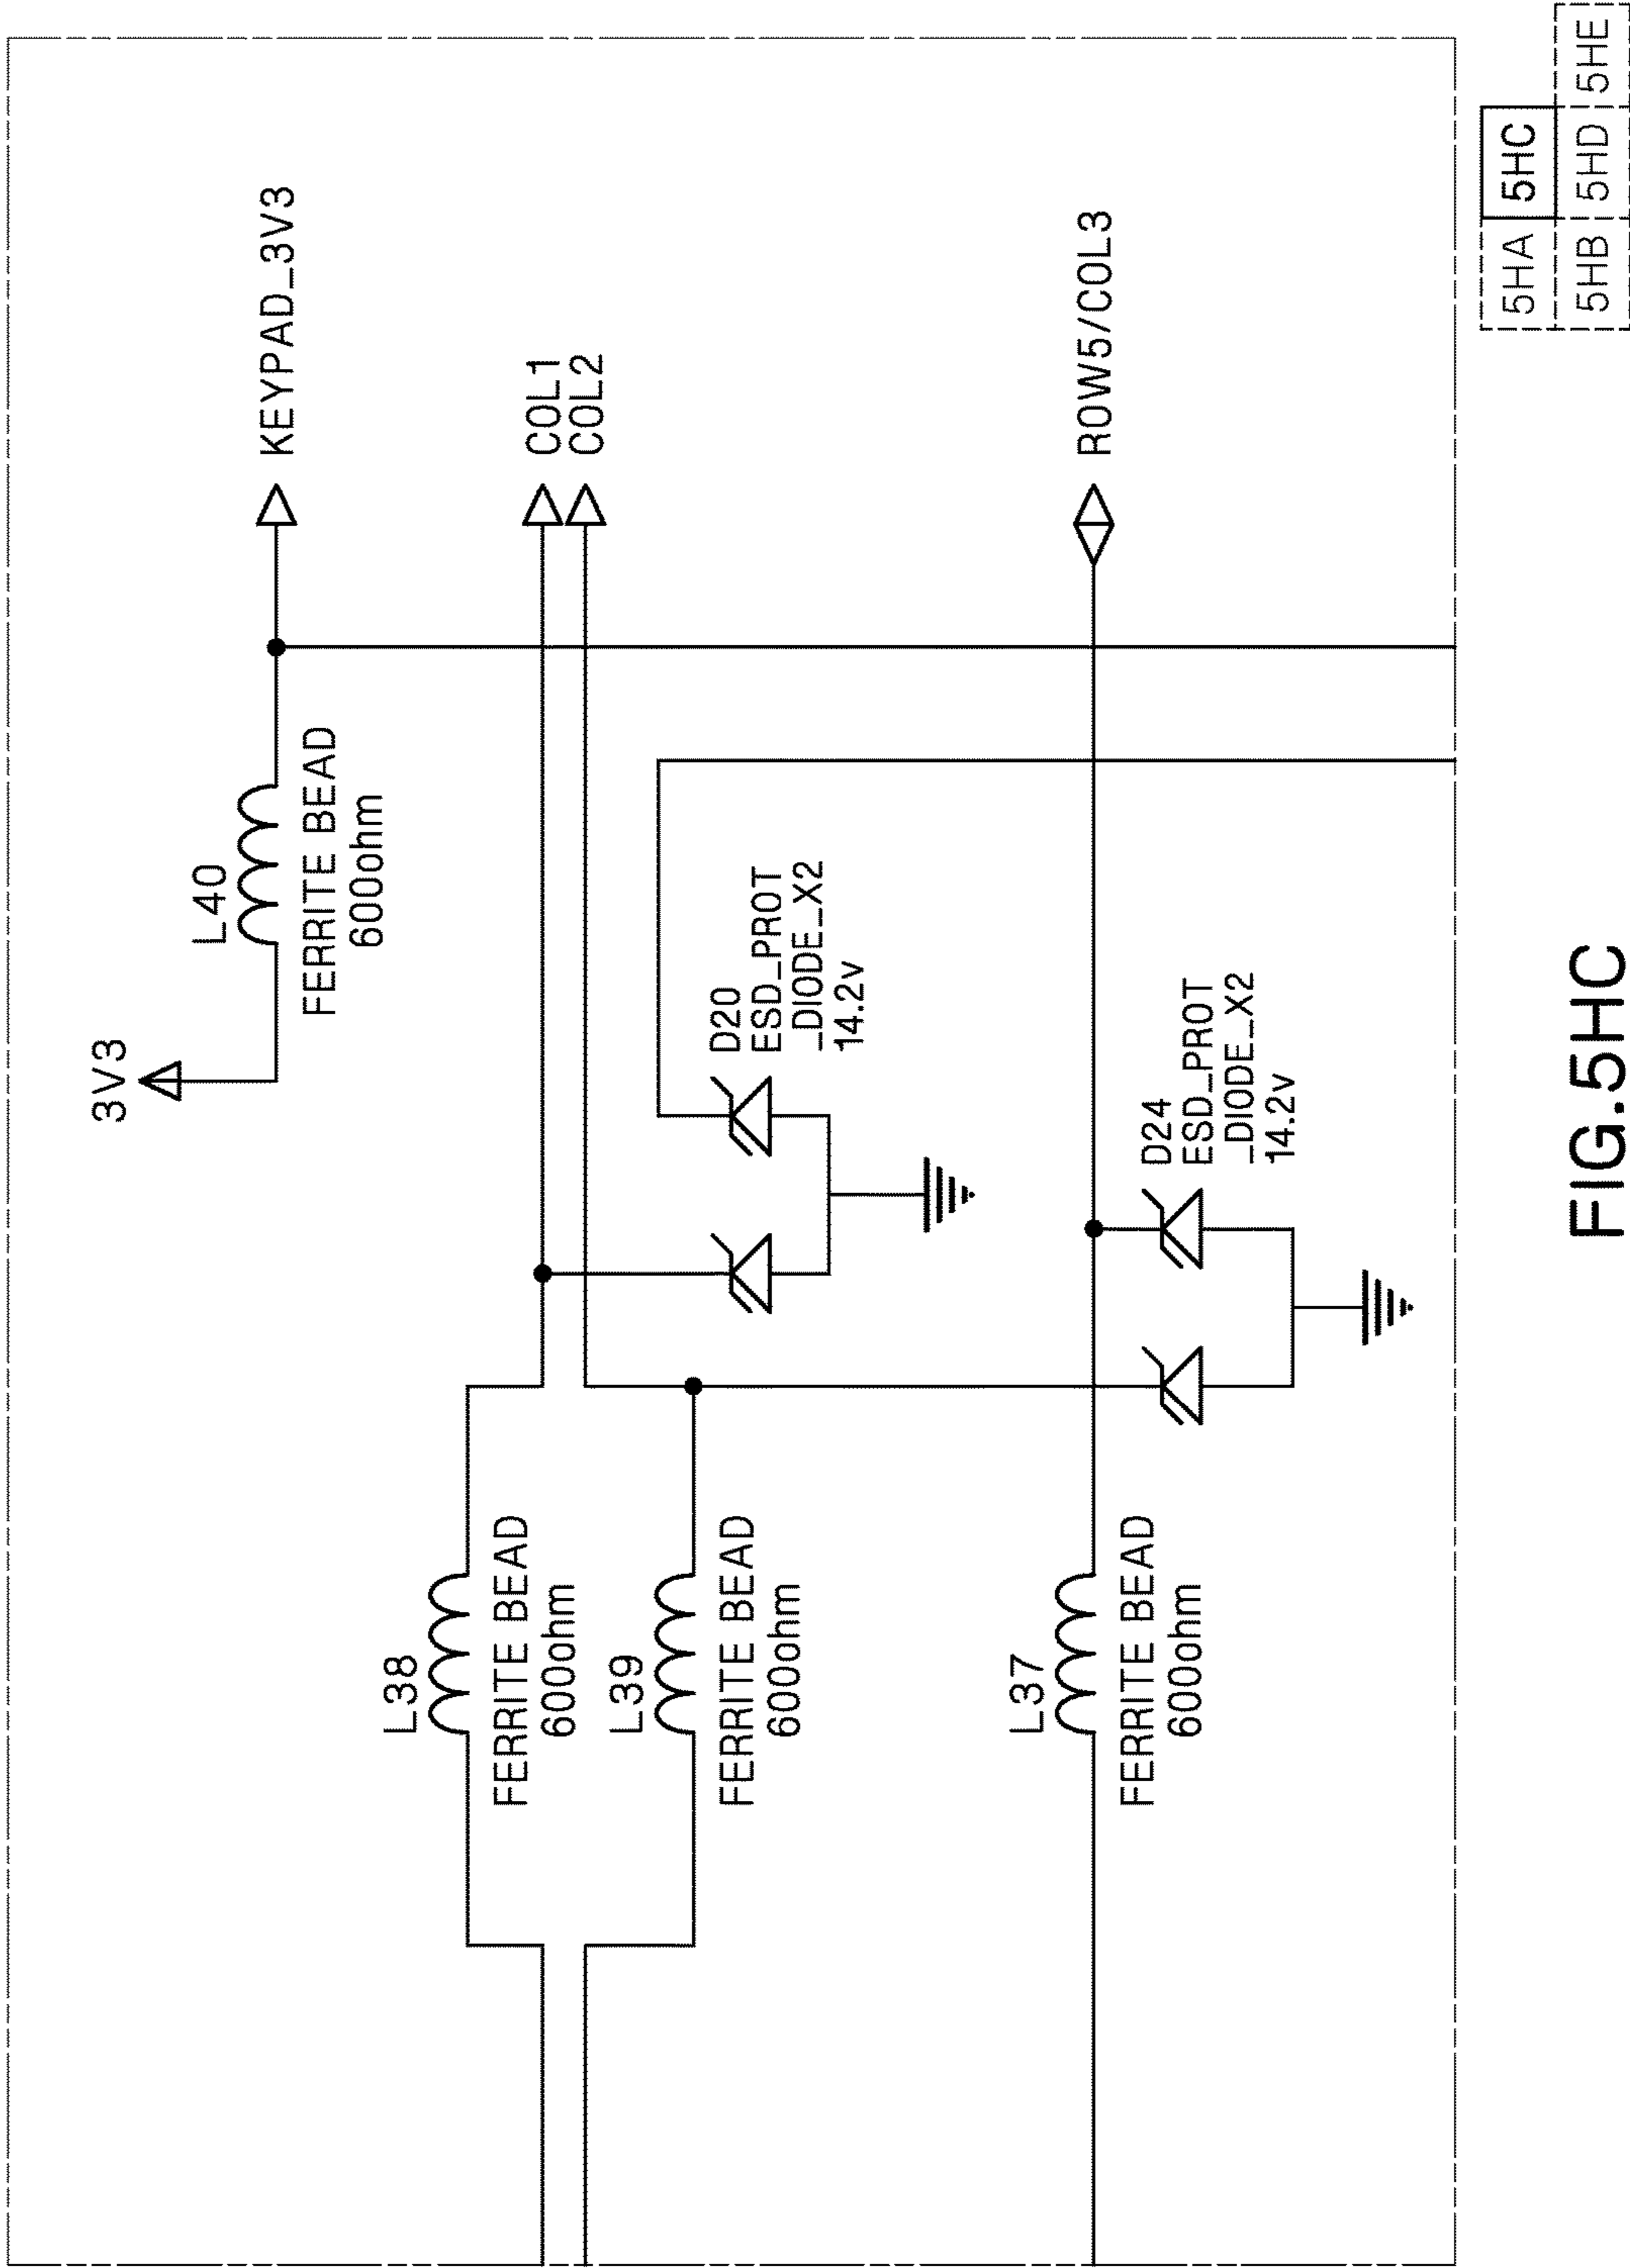 3V3
L40
FERRITE BEAD
600ohm
KEYPAD_3V3
L38
FERRITE BEAD
600ohm
COL1
COL2
L39
FERRITE BEAD
600ohm
D20
ESD_PROT
_DIODE_X2
14.2v
L37
FERRITE BEAD
600ohm
ROW5/COL3
D24
ESD_PROT
_DIODE_X2
14.2v
5HA 5HC
5HB 5HD 5HE
FIG.5HC